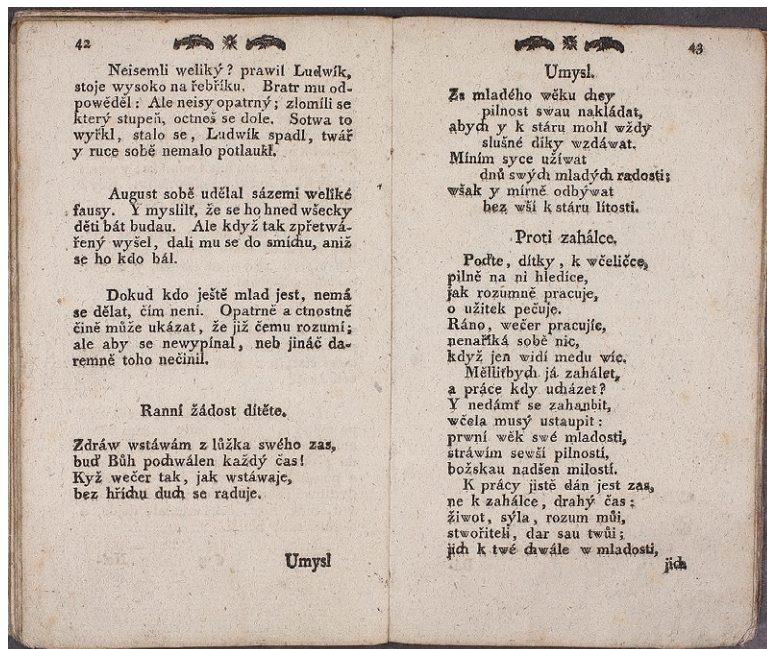 42
Neisemli weliký? prawil Ludwík,
stoje wysoko na řebříku. Bratr mu od-
powěděl: Ale neisy opatrný; zlomíli se
který stupeň, octneš se dole. Sotwa to
wyřkl, stalo se, Ludwík spadl, twář
y ruce sobě nemalo potlaukl.
August sobě udělal sázemi weliké
fausy. Y myslilť, že se ho hned wšecky
děti bát budau. Ale když tak zpřetwá-
řený wyšel, dali mu se do smíchu, aniž
se ho kdo bál.
Dokud kdo ještě mlad jest, nemá
se dělat, čím není. Opatrně a ctnostně
čině může ukázat, že již čemu rozumí;
ale aby se newypínal, neb jináč da-
remně toho nečinil.
Ranní žádost dítěte.
Zdráw wstáwám z lůžka swého zas,
buď Bůh pochwálen každý čas!
Kyž wečer tak, jak wstáwaje,
bez hříchu duch se raduje.
Umysl
43
Umysl.
Za mladého wěku chcy
pilnost swau nakládat,
abych y k stáru mohl wždy
slušné díky wzdáwat.
Míním syce užíwat
dnů swých mladých radosti;
wšak y mírně odbýwat
bez wší k stáru lítosti.
Proti zahálce.
Poďte, dítky, k wčeličce,
pilně na ni hledíce,
jak rozumně pracuje,
o užitek pečuje.
Ráno, wečer pracujíc,
nenaříká sobě nic,
když jen widí medu wíc.
Mělliťbych já zahálet,
a práce kdy ucházet?
Y nedámť se zahanbit,
wčela musý ustaupit:
prwní wěk swé mladosti,
stráwím sewší pilností,
božskau nadšen milostí.
K prácy jistě dán jest zas,
ne k zahálce, drahý čas;
žiwot, sýla, rozum můi,
stwořiteli, dar sau twůi;
jich k twé chwále w mladosti,
jich